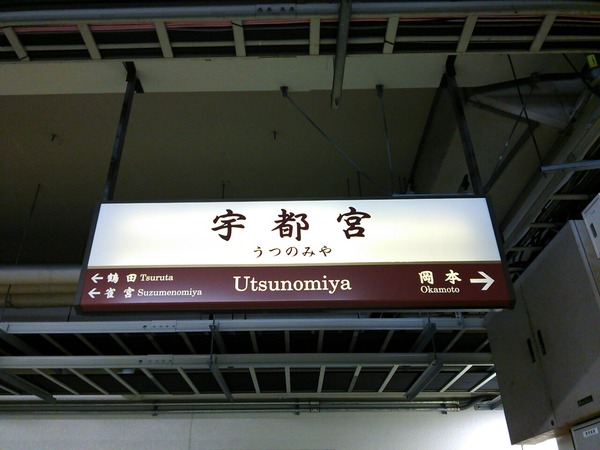 宇都宮
うつのみや
← 鶴田 Tsuruta
← 雀宮 Suzumenomiya
Utsunomiya
岡本 →
Okamoto